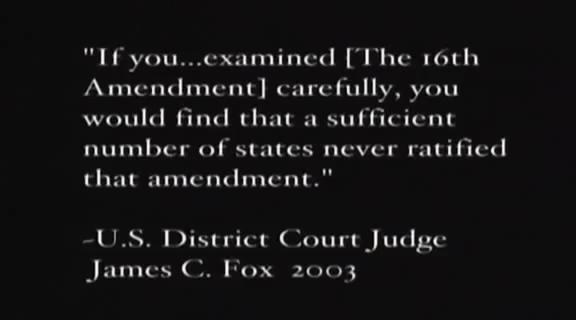 "If you...examined [The 16th
Amendment] carefully, you
would find that a sufficient
number of states never ratified
that amendment."
-U.S. District Court Judge
James C. Fox 2003